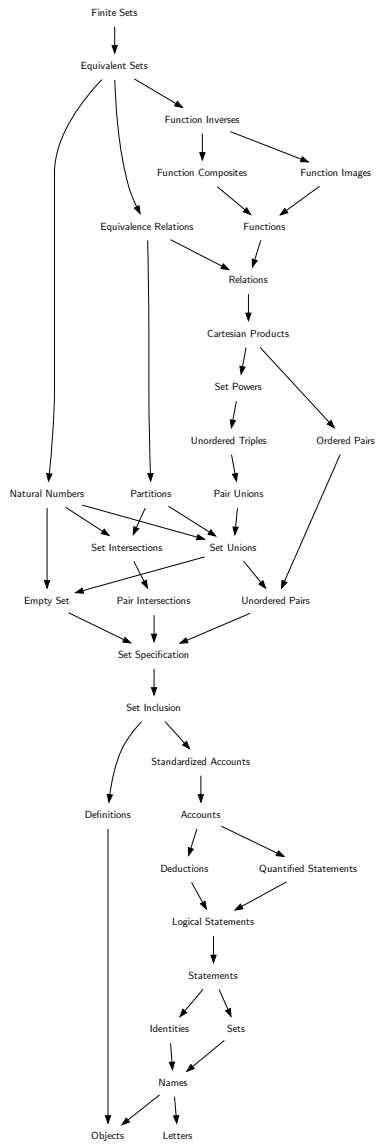 Finite Sets
Equivalent Sets
Function Inverses
Function Composites
Function Images
Equivalence Relations
Functions
Relations
Cartesian Products
Set Powers
Unordered Triples
Ordered Pairs
Natural Numbers
Partitions
Pair Unions
Set Intersections
Set Unions
Empty Set
Pair Intersections
Unordered Pairs
Set Specification
Set Inclusion
Standardized Accounts
Definitions
Accounts
Deductions
Quantified Statements
Logical Statements
Statements
Identities
Sets
Names
Objects
Letters